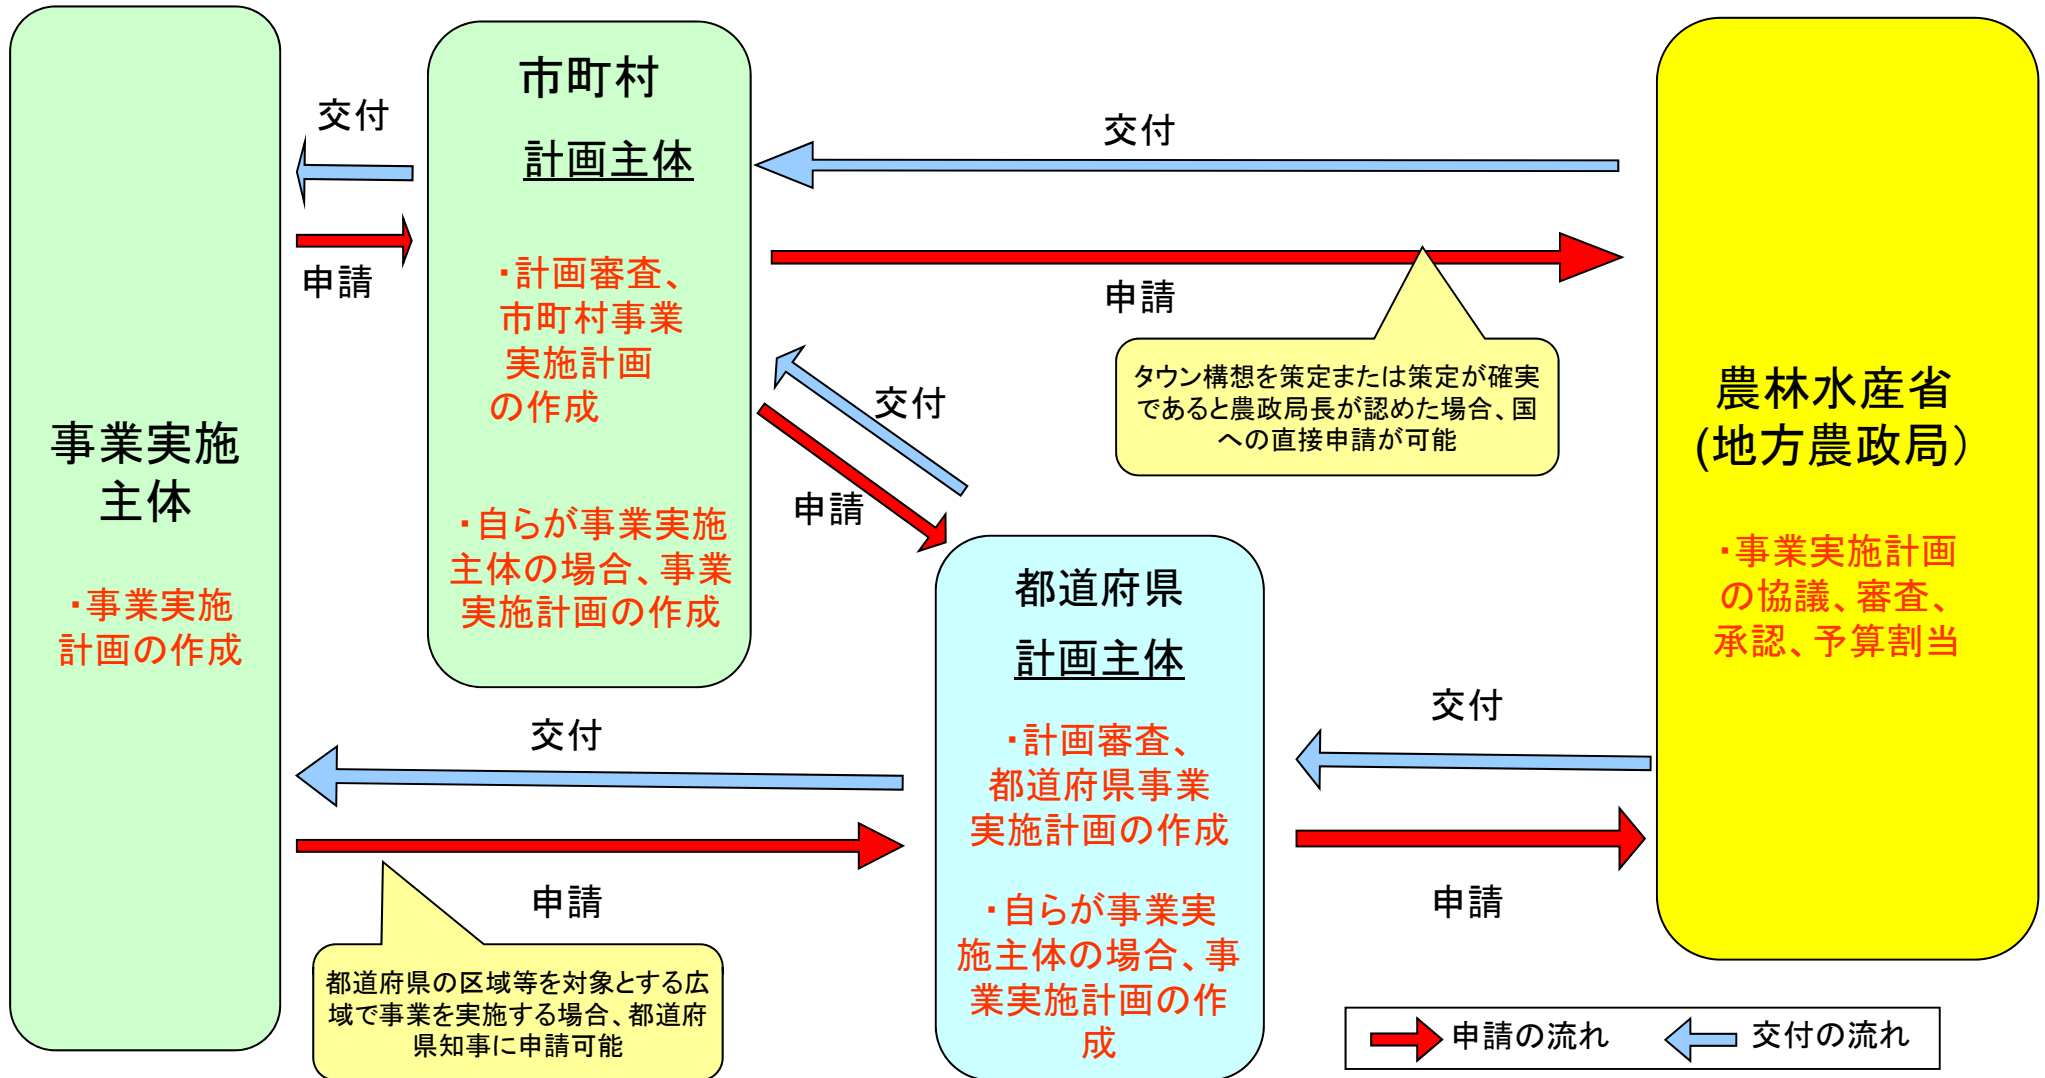 事業実施
主体
・事業実施
計画の作成
交付
申請
市町村
計画主体
・計画審査、
市町村事業
実施計画
の作成
・自らが事業実施
主体の場合、事業
実施計画の作成
交付
申請
タウン構想を策定または策定が確実
であると農政局長が認めた場合、国
への直接申請が可能
交付
申請
都道府県
計画主体
・計画審査、
都道府県事業
実施計画の作成
・自らが事業実
施主体の場合、事
業実施計画の作
成
交付
申請
都道府県の区域等を対象とする広
域で事業を実施する場合、都道府
県知事に申請可能
交付
申請
農林水産省
(地方農政局）
・事業実施計画
の協議、審査、
承認、予算割当
申請の流れ
交付の流れ